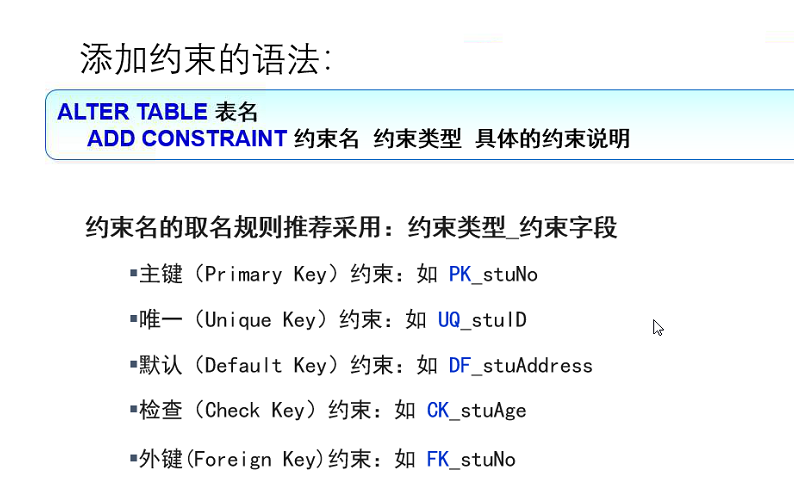 添加约束的语法:
ALTER TABLE 表名
ADD CONSTRAINT 约束名 约束类型 具体的约束说明
约束名的取名规则推荐采用：约束类型_约束字段
▪主键（Primary Key）约束：如 PK_stuNo
▪唯一（Unique Key）约束：如 UQ_stuID
▪默认（Default Key）约束：如 DF_stuAddress
▪检查（Check Key）约束：如 CK_stuAge
▪外键(Foreign Key)约束：如 FK_stuNo